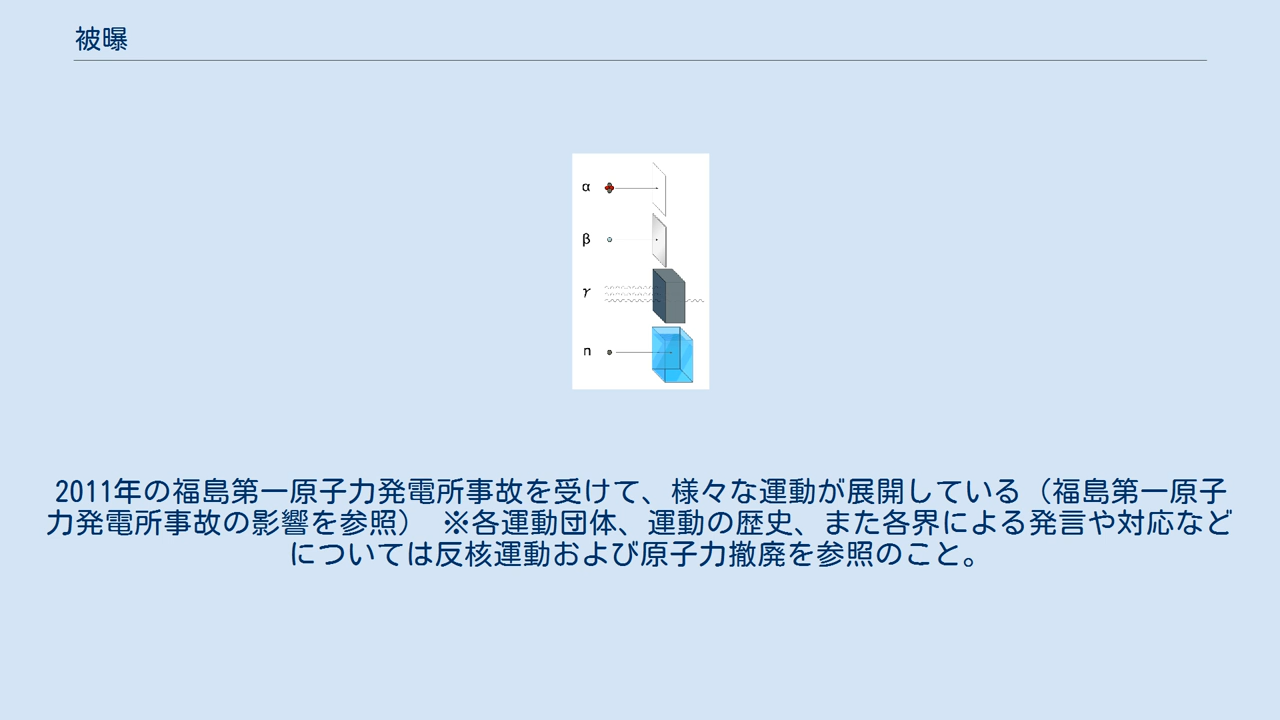 被曝
α
β
γ
n
2011年の福島第一原子力発電所事故を受けて、様々な運動が展開している（福島第一原子
力発電所事故の影響を参照）　※各運動団体、運動の歴史、また各界による発言や対応など
については反核運動および原子力撤廃を参照のこと。